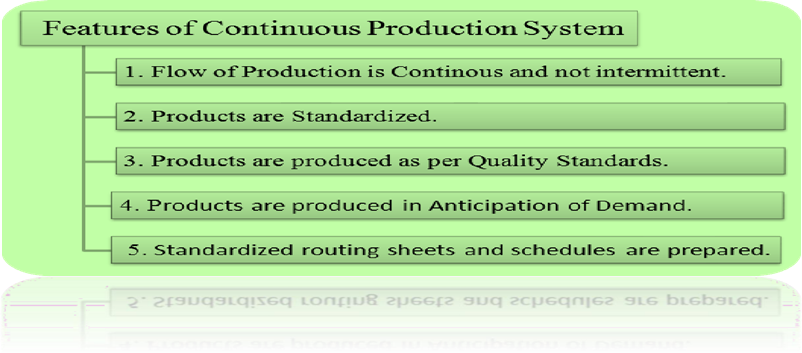 Features of Continuous Production System
1. Flow of Production is Continous and not intermittent.
2. Products are Standardized.
3. Products are produced as per Quality Standards.
4. Products are produced in Anticipation of Demand.
5. Standardized routing sheets and schedules are prepared.